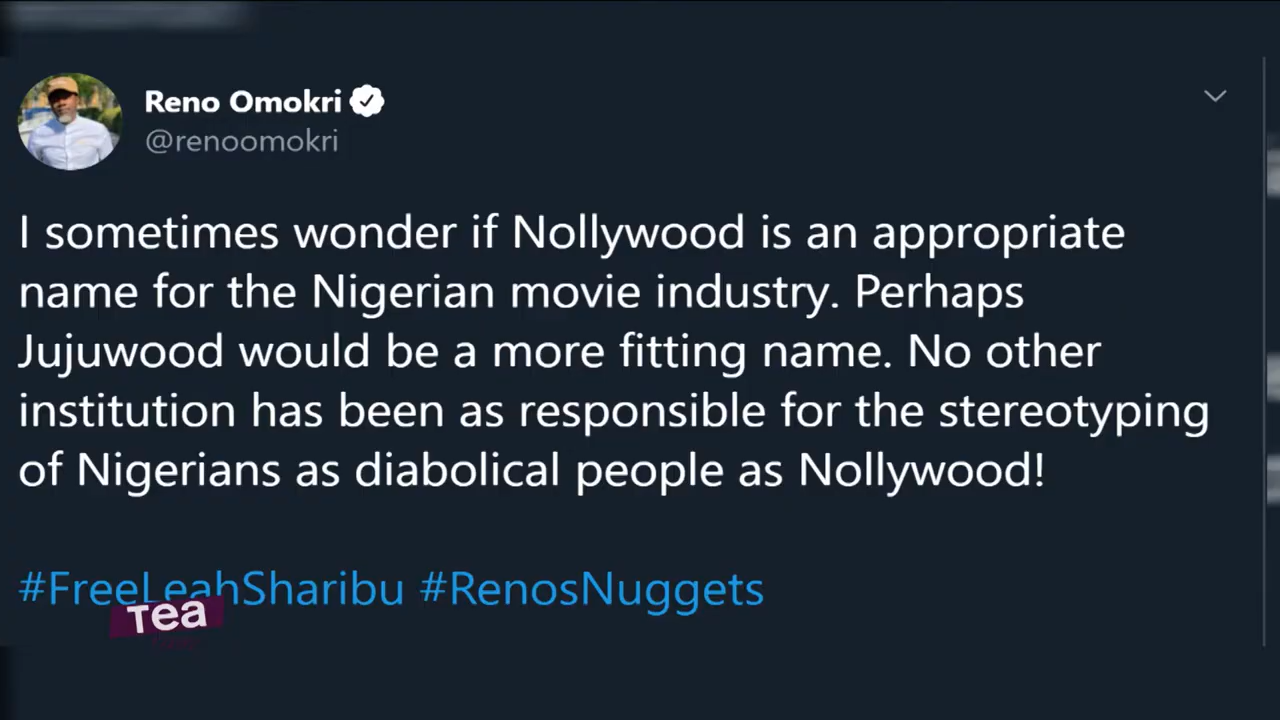 Reno Omokri
@renoomokri
I sometimes wonder if Nollywood is an appropriate
name for the Nigerian movie industry. Perhaps
Jujuwood would be a more fitting name. No other
institution has been as responsible for the stereotyping
of Nigerians as diabolical people as Nollywood!
#FreeLeahSharibu #RenosNuggets
Tea